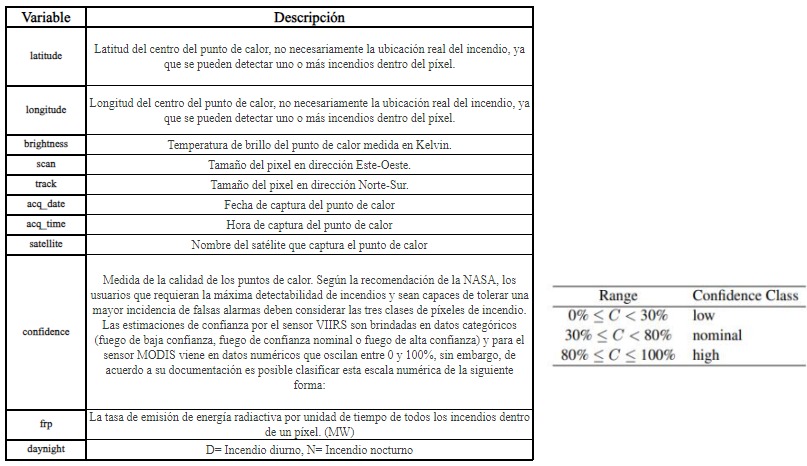 Variable Descripción
latitude Latitud del centro del punto de calor, no necesariamente la ubicación real del incendio, ya
que se pueden detectar uno o más incendios dentro del píxel.
longitude Longitud del centro del punto de calor, no necesariamente la ubicación real del incendio, ya
que se pueden detectar uno o más incendios dentro del píxel.
brightness Temperatura de brillo del punto de calor medida en Kelvin.
scan Tamaño del pixel en dirección Este-Oeste.
track Tamaño del pixel en dirección Norte-Sur.
acq_date Fecha de captura del punto de calor
acq_time Hora de captura del punto de calor
satellite Nombre del satélite que captura el punto de calor
confidence
Medida de la calidad de los puntos de calor. Según la recomendación de la NASA, los
usuarios que requieran la máxima detectabilidad de incendios y sean capaces de tolerar una
mayor incidencia de falsas alarmas deben considerar las tres clases de píxeles de incendio.
Las estimaciones de confianza por el sensor VIIRS son brindadas en datos categóricos
(fuego de baja confianza, fuego de confianza nominal o fuego de alta confianza) y para el
sensor MODIS viene en datos numéricos que oscilan entre 0 y 100%, sin embargo, de
acuerdo a su documentación es posible clasificar esta escala numérica de la siguiente
forma:
frp La tasa de emisión de energía radiactiva por unidad de tiempo de todos los incendios dentro
de un píxel. (MW)
daynight D= Incendio diurno, N= Incendio nocturno
Range Confidence Class
0% ≤ C < 30% low
30% ≤ C < 80% nominal
80% ≤ C ≤ 100% high